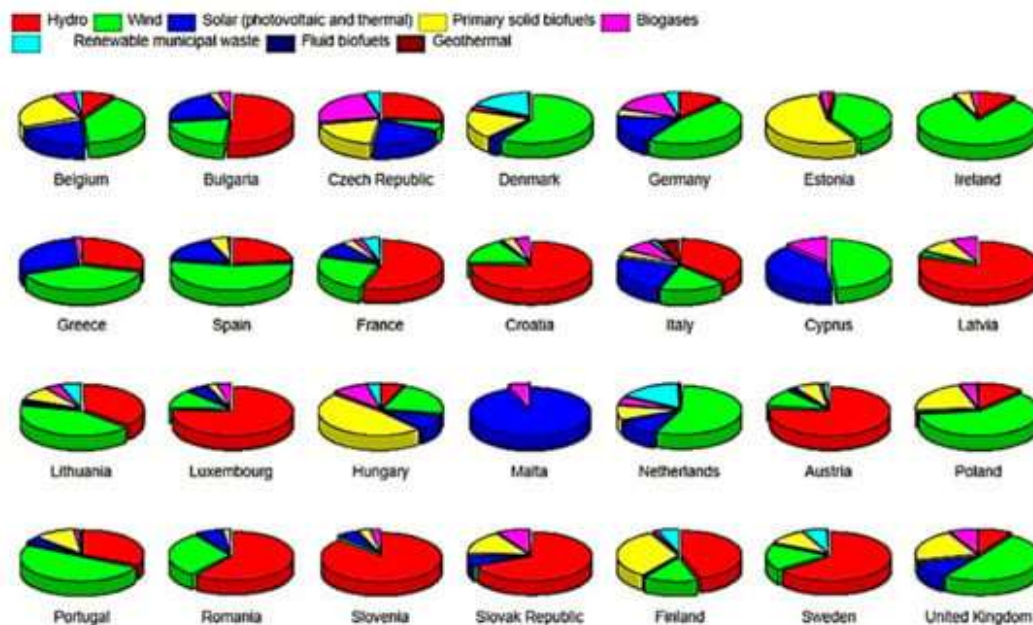 Hydro Wind Solar (photovoltaic and thermal) Primary solid biofuels Biogases
Renewable municipal waste Fluid biofuels Geothermal
Belgium Bulgaria Czech Republic Denmark Germany Estonia Ireland
Greece Spain France Croatia Italy Cyprus Latvia
Lithuania Luxembourg Hungary Malta Netherlands Austria Poland
Portugal Romania Slovenia Slovak Republic Finland Sweden United Kingdom